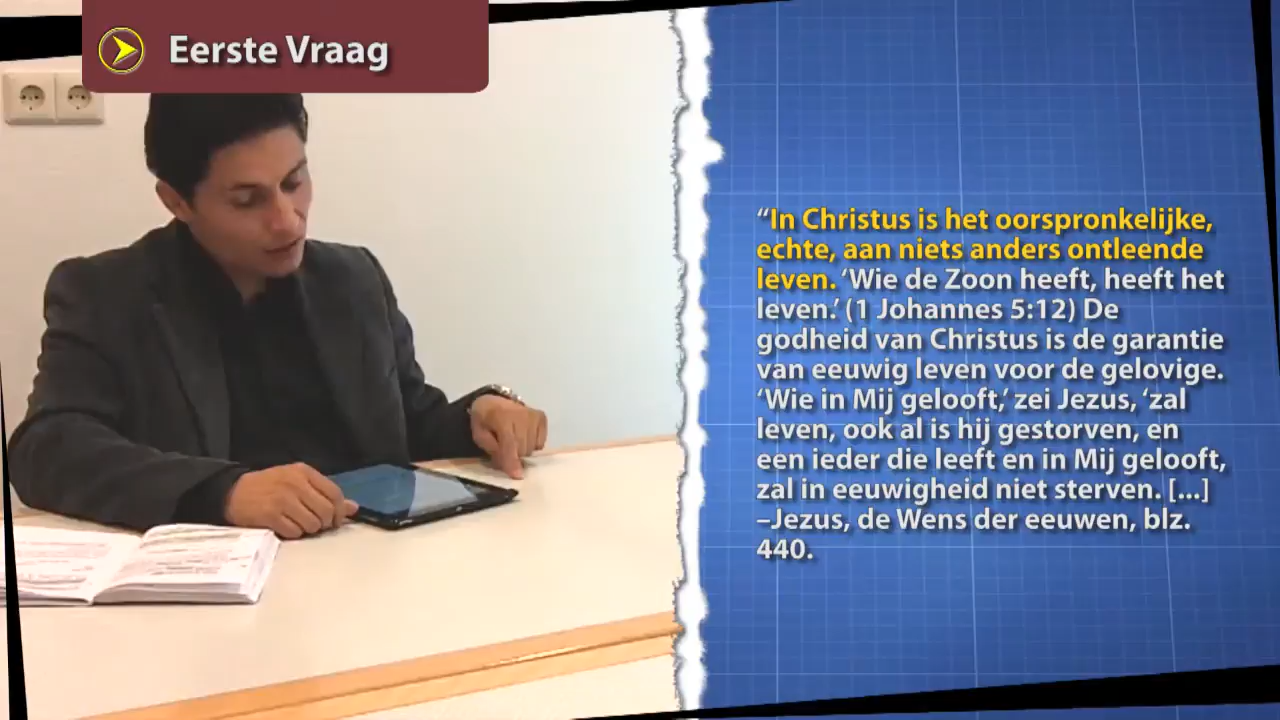 Eerste Vraag
“In Christus is het oorspronkelijke,
echte, aan niets anders ontleende
leven. ‘Wie de Zoon heeft, heeft het
leven.’ (1 Johannes 5:12) De
godheid van Christus is de garantie
van eeuwig leven voor de gelovige.
‘Wie in Mij gelooft,’ zei Jezus, ‘zal
leven, ook al is hij gestorven, en
een ieder die leeft en in Mij gelooft,
zal in eeuwigheid niet sterven. [...]
–Jezus, de Wens der eeuwen, blz.
440.